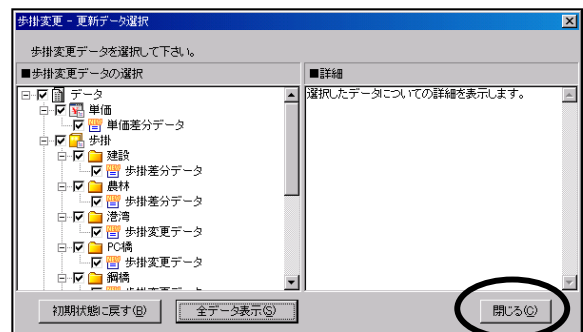 歩掛変更 - 更新データ選択
歩掛変更データを選択して下さい。
■歩掛変更データの選択
データ
単価
単価差分データ
歩掛
建設
歩掛差分データ
農林
歩掛差分データ
港湾
歩掛変更データ
PC橋
歩掛変更データ
鋼橋
■詳細
選択したデータについての詳細を表示します。
初期状態に戻す(B)
全データ表示(S)
閉じる(C)